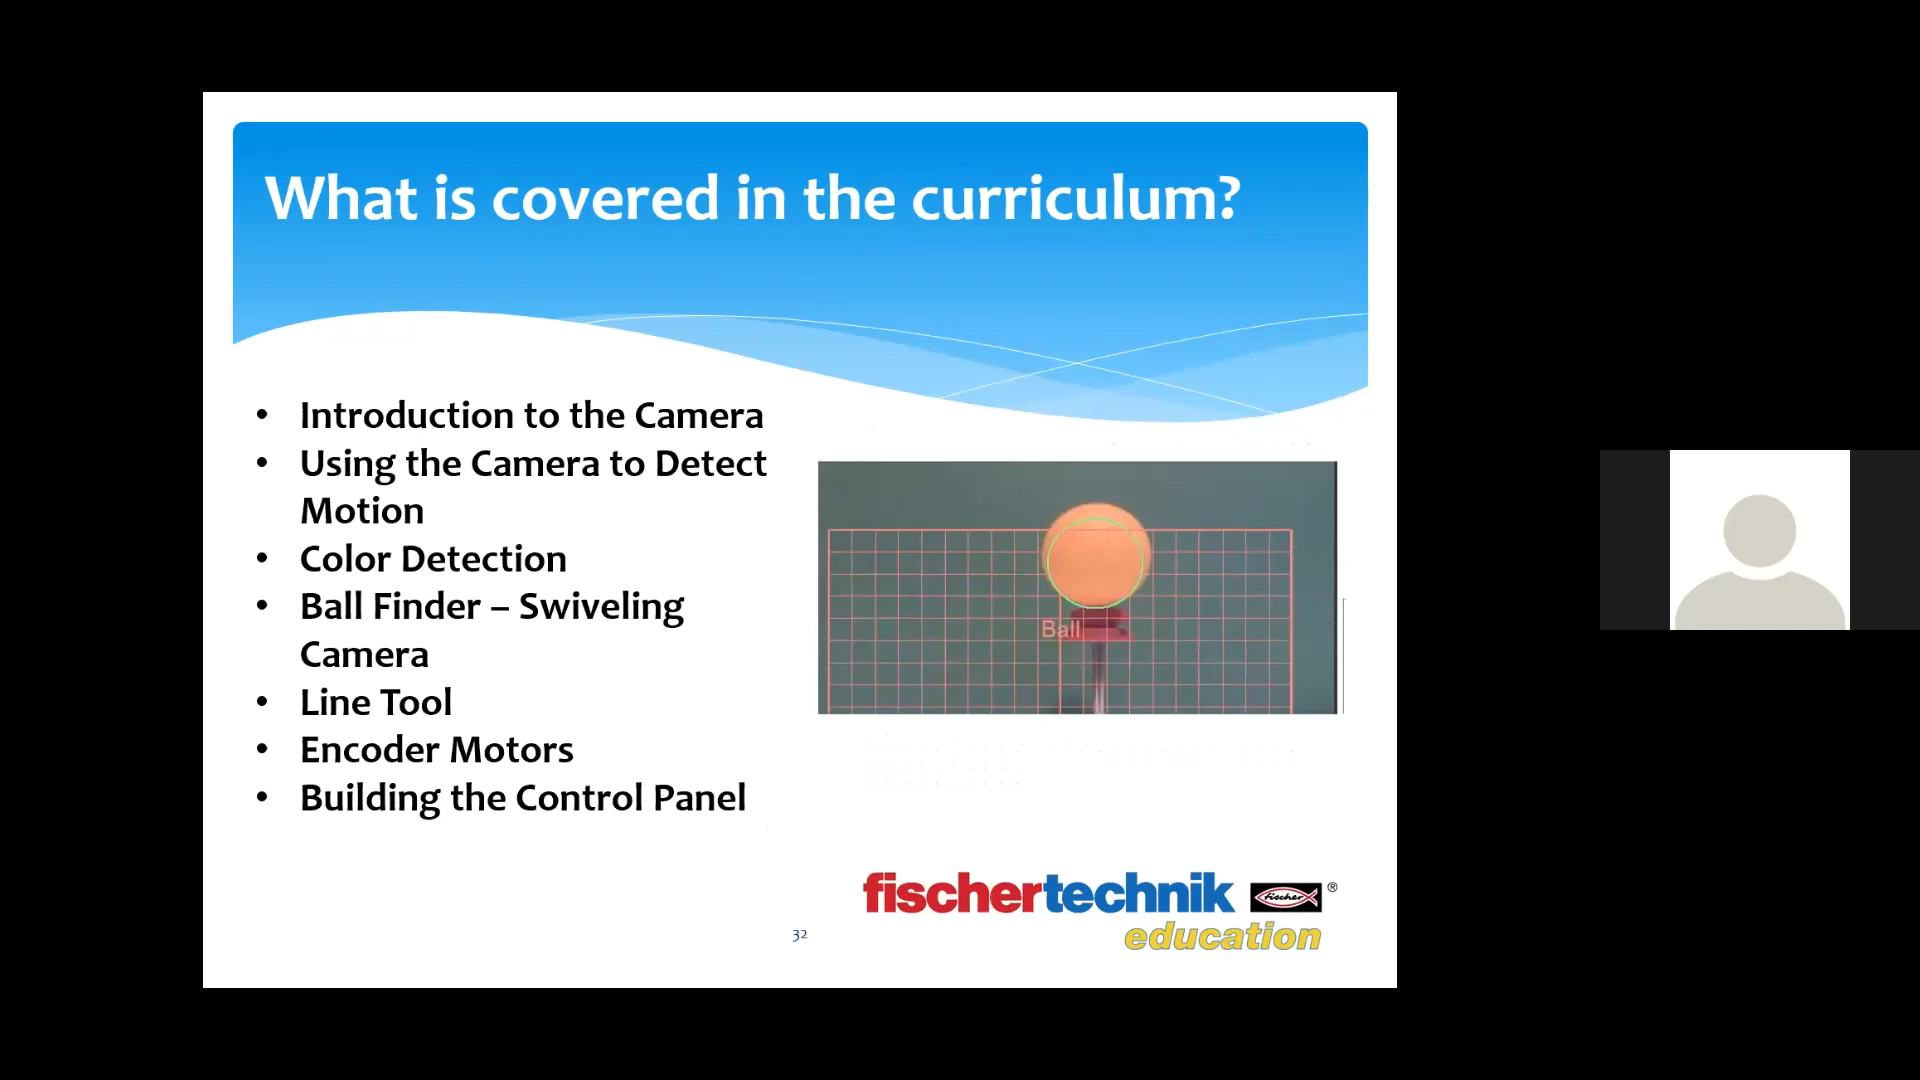 What is covered in the curriculum?
• Introduction to the Camera
• Using the Camera to Detect
Motion
• Color Detection
• Ball Finder – Swiveling
Camera
• Line Tool
• Encoder Motors
• Building the Control Panel
Ball
fischertechnik fischer ®
education
32